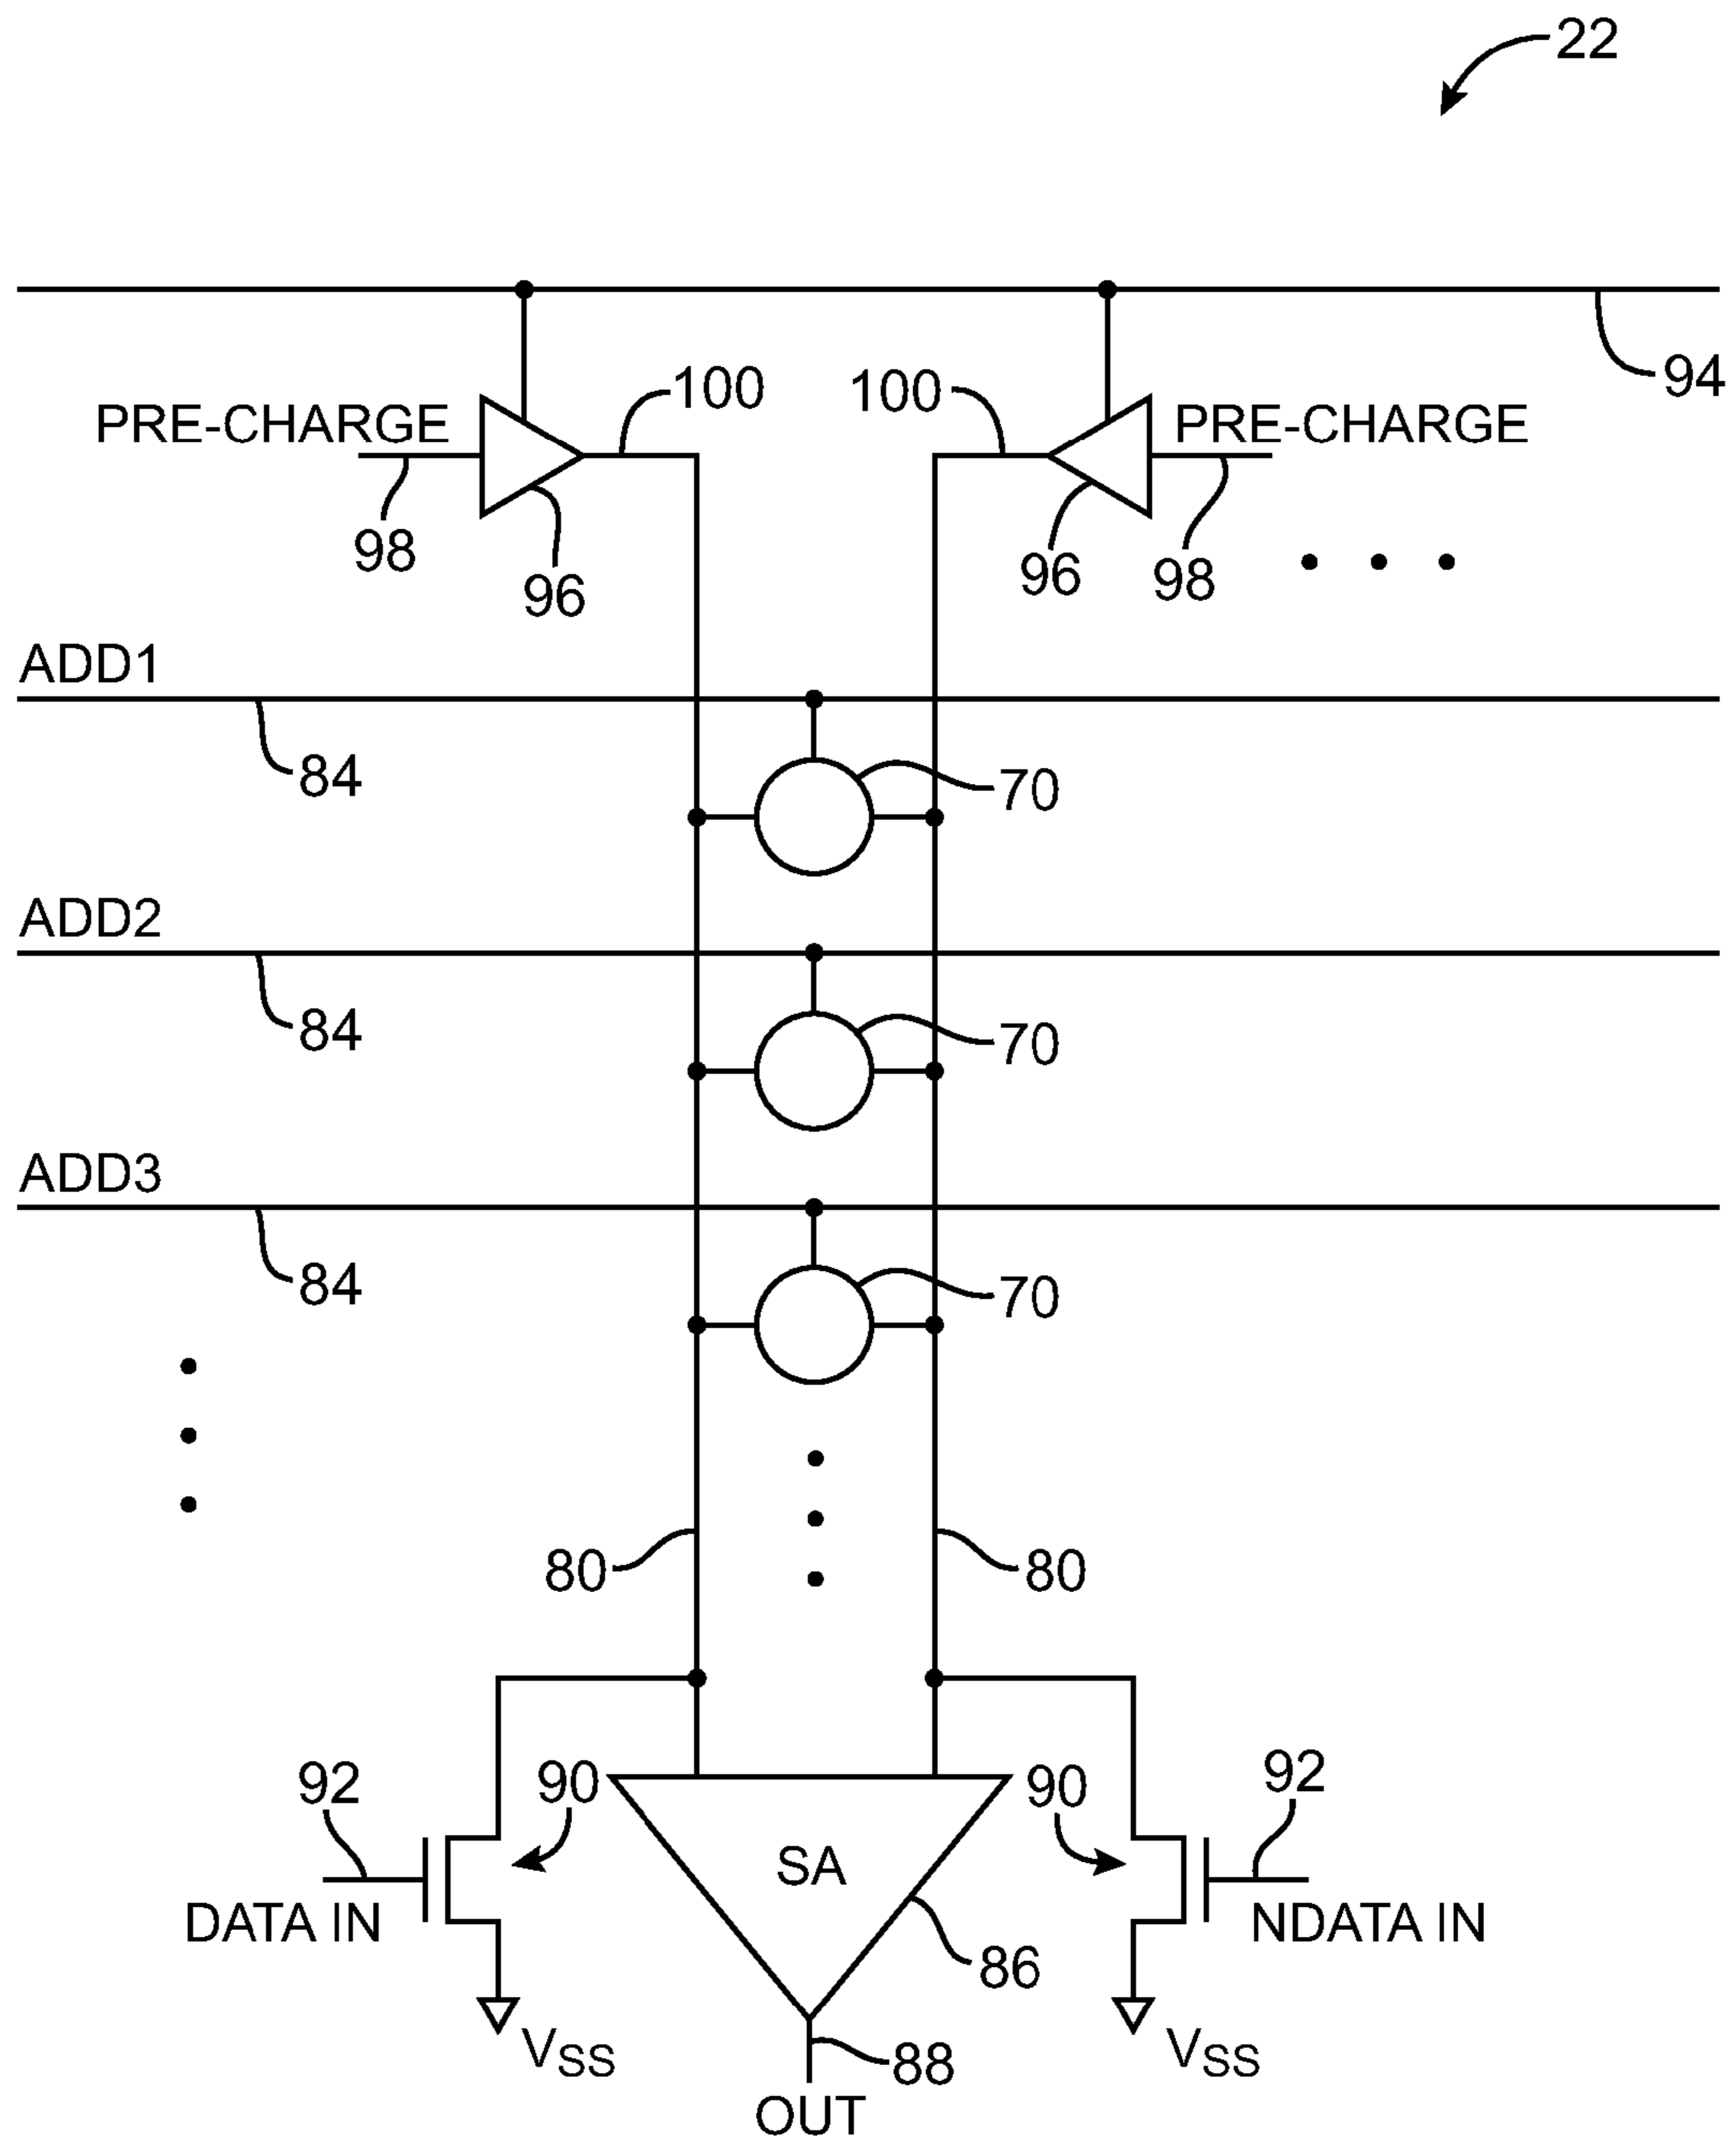 22
94
100
100
PRE-CHARGE
PRE-CHARGE
98
96
96
98
ADD1
84
70
ADD2
84
70
ADD3
84
70
80
80
92
90
90
92
SA
DATA IN
NDATA IN
86
VSS
VSS
88
OUT